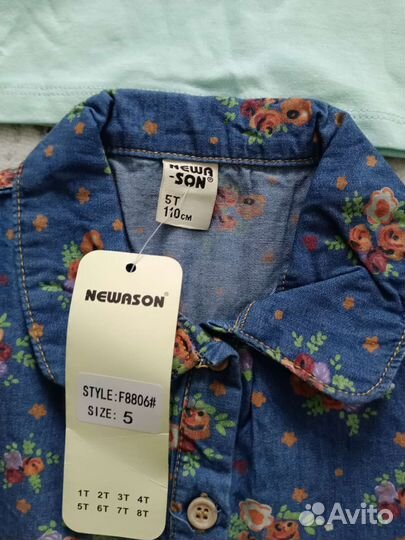 NEWA
-SON®
5T
110CM
NEWASON®
STYLE:F8806#
SIZE: 5
1T 2T 3T 4T
5T 6T 7T 8T
Avito